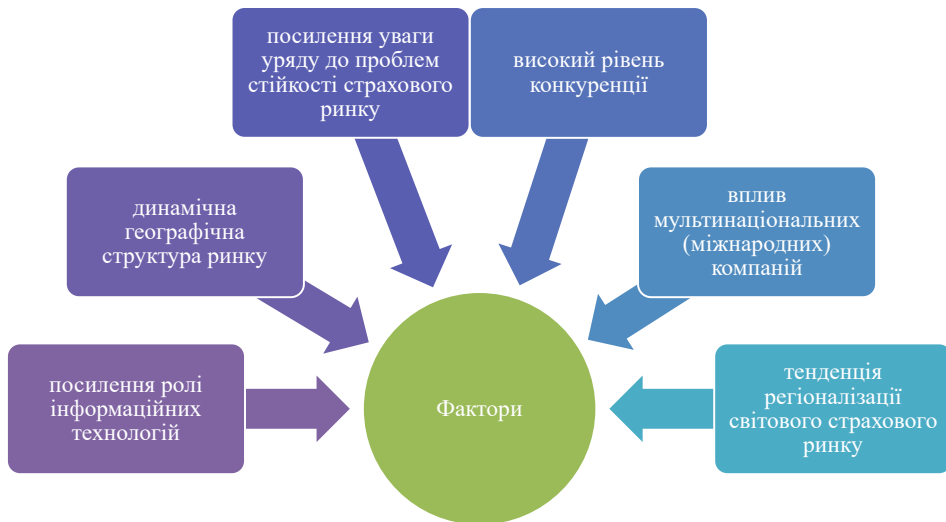 посилення уваги
уряду до проблем
стійкості страхового
ринку
високий рівень
конкуренції
динамічна
географічна
структура ринку
вплив
мультинаціональних
(міжнародних)
компаній
посилення ролі
інформаційних
технологій
Фактори
тенденція
регіоналізації
світового страхового
ринку